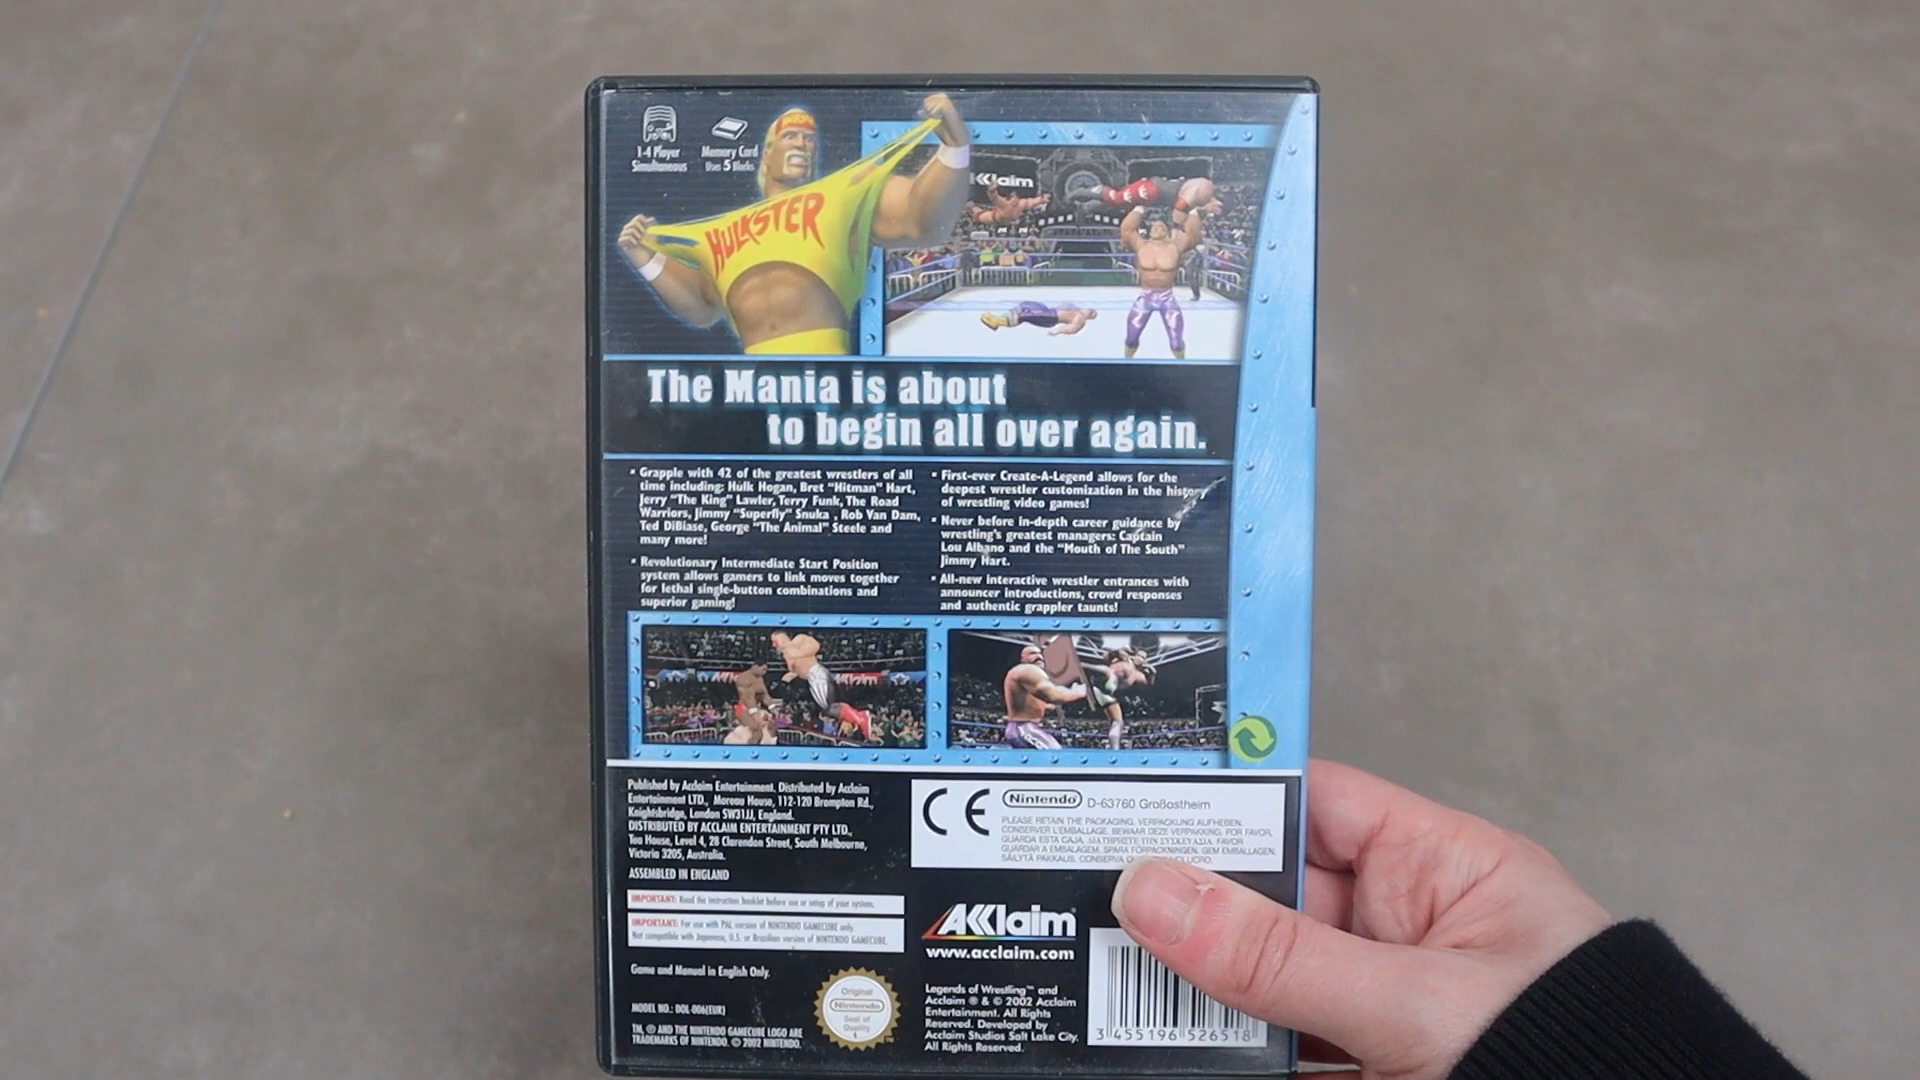 1-4 Player
Simultaneous
Memory Card
Uses 5 Blocks
HULKSTER
AKKlaim
The Mania is about
to begin all over again.
• Grapple with 42 of the greatest wrestlers of all
time including: Hulk Hogan, Bret "Hitman" Hart,
Jerry "The King" Lawler, Terry Funk, The Road
Warriors, Jimmy "Superfly" Snuka , Rob Van Dam,
Ted DiBiase, George "The Animal" Steele and
many more!
• Revolutionary Intermediate Start Position
system allows gamers to link moves together
for lethal single-button combinations and
superior gaming!
• First-ever Create-A-Legend allows for the
deepest wrestler customization in the history
of wrestling video games!
• Never before in-depth career guidance by
wrestling's greatest managers: Captain
Lou Albano and the "Mouth of The South"
Jimmy Hart.
• All-new interactive wrestler entrances with
announcer introductions, crowd responses
and authentic grappler taunts!
AKKlaim
Published by Acclaim Entertainment. Distributed by Acclaim
Entertainment LTD., Moreau House, 112-120 Brompton Rd.,
Knightsbridge, London SW31JJ, England.
DISTRIBUTED BY ACCLAIM ENTERTAINMENT PTY LTD.,
Tea House, Level 4, 28 Clarendon Street, South Melbourne,
Victoria 3205, Australia.
ASSEMBLED IN ENGLAND
CE
Nintendo D-63760 Großostheim
PLEASE RETAIN THE PACKAGING. VERPACKUNG AUFHEBEN.
CONSERVER L'EMBALLAGE. BEWAAR DEZE VERPAKKING. POR FAVOR,
GUARDA ESTA CAJA. ΔΙΑΤΗΡΗΣΤΕ ΤΗΝ ΣΥΣΚΕΥΑΣΙΑ. FAVOR
GUARDAR A EMBALAGEM. SPARA FÖRPACKNINGEN. GEM EMBALLAGEN.
SÄILYTÄ PAKKAUS. CONSERVA
IMPORTANT: Read the instruction booklet before use or setup of your system.
IMPORTANT: For use with PAL version of NINTENDO GAMECUBE only.
Not compatible with Japanese, U.S. or Brazilian version of NINTENDO GAMECUBE.
Game and Manual in English Only.
MODEL NO.: DOL-006(EUR)
TM, ® AND THE NINTENDO GAMECUBE LOGO ARE
TRADEMARKS OF NINTENDO. © 2002 NINTENDO.
Original
Nintendo
Seal of
Quality
AKKlaim
www.acclaim.com
Legends of Wrestling™ and
Acclaim ® & © 2002 Acclaim
Entertainment. All Rights
Reserved. Developed by
Acclaim Studios Salt Lake City.
All Rights Reserved.
3 455196 526518